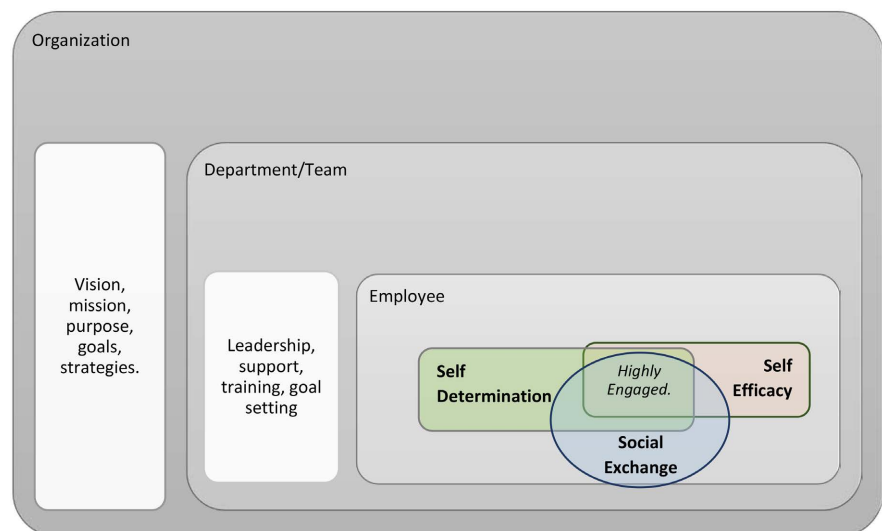 Organization
Department/Team
Vision,
mission,
purpose,
goals,
strategies.
Leadership,
support,
training, goal
setting
Employee
Self
Determination
Highly
Engaged.
Self
Efficacy
Social
Exchange